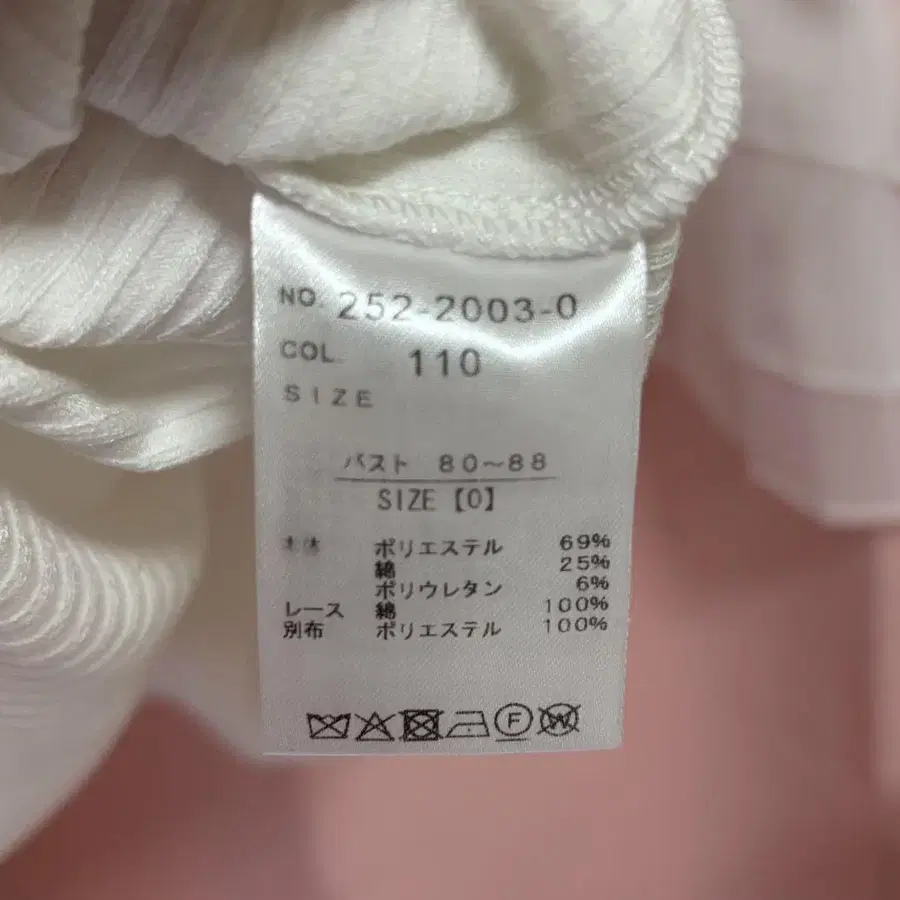 NO. 252-2003-0
COL. 110
SIZE
バスト 80～88
SIZE【0】
本体 ポリエステル 69%
綿 25%
ポリウレタン 6%
レース 綿 100%
別布 ポリエステル 100%
F W